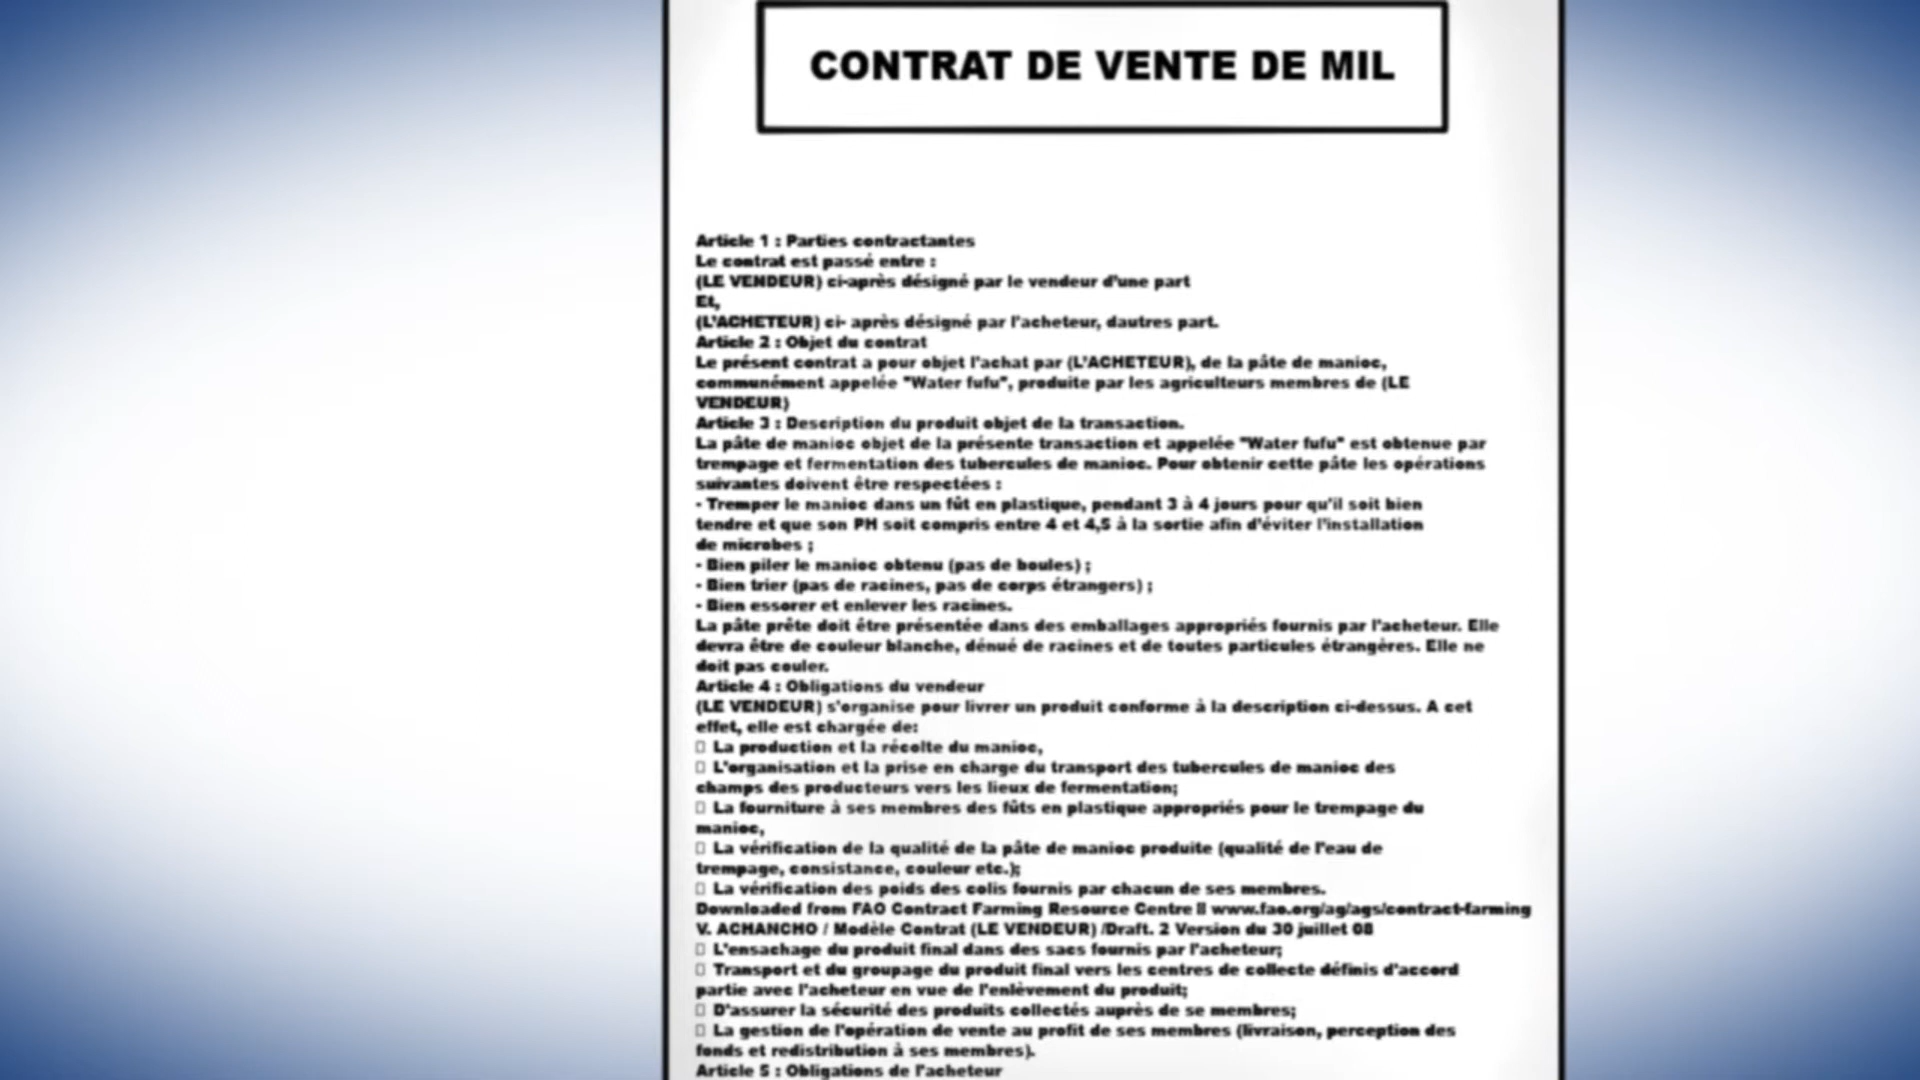 CONTRAT DE VENTE DE MIL
Article 1 : Parties contractantes
Le contrat est passé entre :
(LE VENDEUR) ci-après désigné par le vendeur d'une part
Et,
(L'ACHETEUR) ci- après désigné par l'acheteur, dautres part.
Article 2 : Objet du contrat
Le présent contrat a pour objet l'achat par (L'ACHETEUR), de la pâte de manioc,
communément appelée "Water fufu", produite par les agriculteurs membres de (LE
VENDEUR)
Article 3 : Description du produit objet de la transaction.
La pâte de manioc objet de la présente transaction et appelée "Water fufu" est obtenue par
trempage et fermentation des tubercules de manioc. Pour obtenir cette pâte les opérations
suivantes doivent être respectées :
- Tremper le manioc dans un fût en plastique, pendant 3 à 4 jours pour qu'il soit bien
tendre et que son PH soit compris entre 4 et 4,5 à la sortie afin d'éviter l'installation
de microbes ;
- Bien piler le manioc obtenu (pas de boules) ;
- Bien trier (pas de racines, pas de corps étrangers) ;
- Bien essorer et enlever les racines.
La pâte prête doit être présentée dans des emballages appropriés fournis par l'acheteur. Elle
devra être de couleur blanche, dénué de racines et de toutes particules étrangères. Elle ne
doit pas couler.
Article 4 : Obligations du vendeur
(LE VENDEUR) s'organise pour livrer un produit conforme à la description ci-dessus. A cet
effet, elle est chargée de:
▯ La production et la récolte du manioc,
▯ L'organisation et la prise en charge du transport des tubercules de manioc des
champs des producteurs vers les lieux de fermentation;
▯ La fourniture à ses membres des fûts en plastique appropriés pour le trempage du
manioc,
▯ La vérification de la qualité de la pâte de manioc produite (qualité de l'eau de
trempage, consistance, couleur etc.);
▯ La vérification des poids des colis fournis par chacun de ses membres.
Downloaded from FAO Contract Farming Resource Centre || www.fao.org/ag/ags/contract-farming
V. ACHANCHO / Modèle Contrat (LE VENDEUR) /Draft. 2 Version du 30 juillet 08
▯ L'ensachage du produit final dans des sacs fournis par l'acheteur;
▯ Transport et du groupage du produit final vers les centres de collecte définis d'accord
partie avec l'acheteur en vue de l'enlèvement du produit;
▯ D'assurer la sécurité des produits collectés auprès de se membres;
▯ La gestion de l'opération de vente au profit de ses membres (livraison, perception des
fonds et redistribution à ses membres).
Article 5 : Obligations de l'acheteur